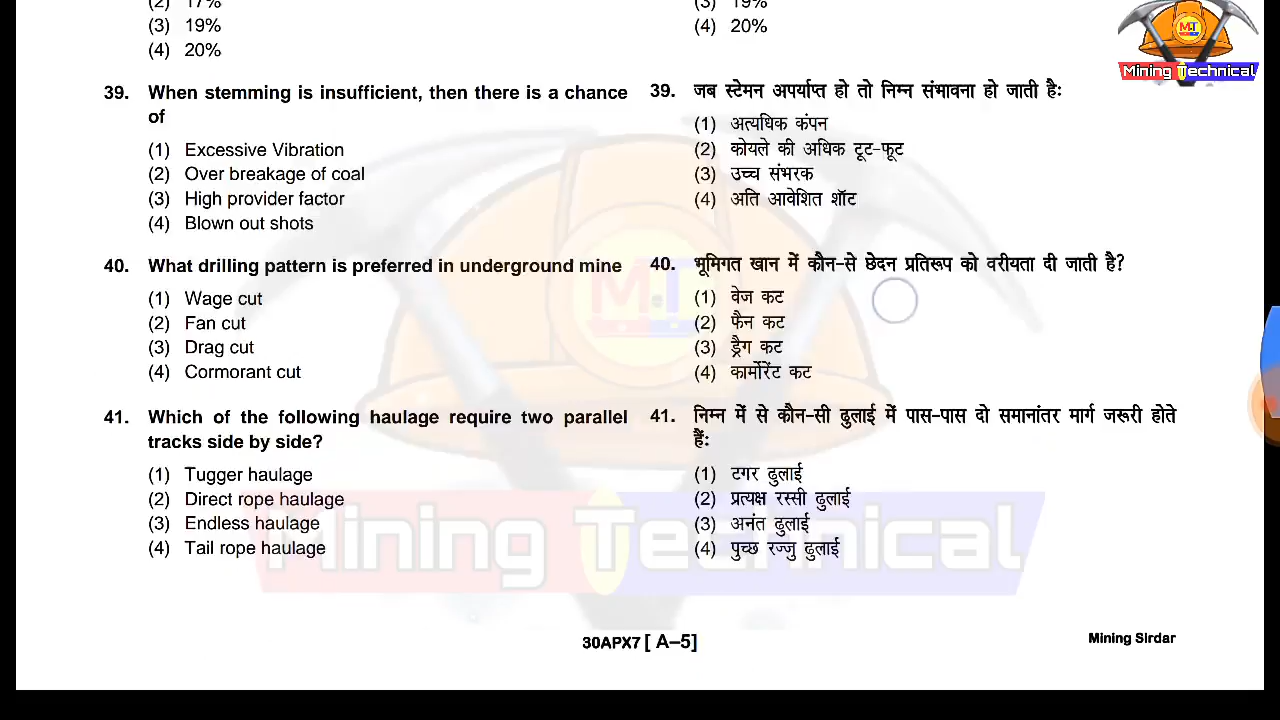 (2) 17%
(3) 19%
(4) 20%
39. When stemming is insufficient, then there is a chance
of
(1) Excessive Vibration
(2) Over breakage of coal
(3) High provider factor
(4) Blown out shots
40. What drilling pattern is preferred in underground mine
(1) Wage cut
(2) Fan cut
(3) Drag cut
(4) Cormorant cut
41. Which of the following haulage require two parallel
tracks side by side?
(1) Tugger haulage
(2) Direct rope haulage
(3) Endless haulage
(4) Tail rope haulage
(3) 19%
(4) 20%
39. जब स्टेमन अपर्याप्त हो तो निम्न संभावना हो जाती हैः
(1) अत्यधिक कंपन
(2) कोयले की अधिक टूट-फूट
(3) उच्च संभरक
(4) अति आवेशित शॉट
40. भूमिगत खान में कौन-से छेदन प्रतिरूप को वरीयता दी जाती है?
(1) वेज कट
(2) फैन कट
(3) ड्रैग कट
(4) कार्मोरेंट कट
41. निम्न में से कौन-सी ढुलाई में पास-पास दो समानांतर मार्ग जरूरी होते
हैंः
(1) टगर ढुलाई
(2) प्रत्यक्ष रस्सी ढुलाई
(3) अनंत ढुलाई
(4) पुच्छ रज्जु ढुलाई
30APX7 [ A–5]
Mining Sirdar
M.T
Mining Technical
M.T
Mining Technical